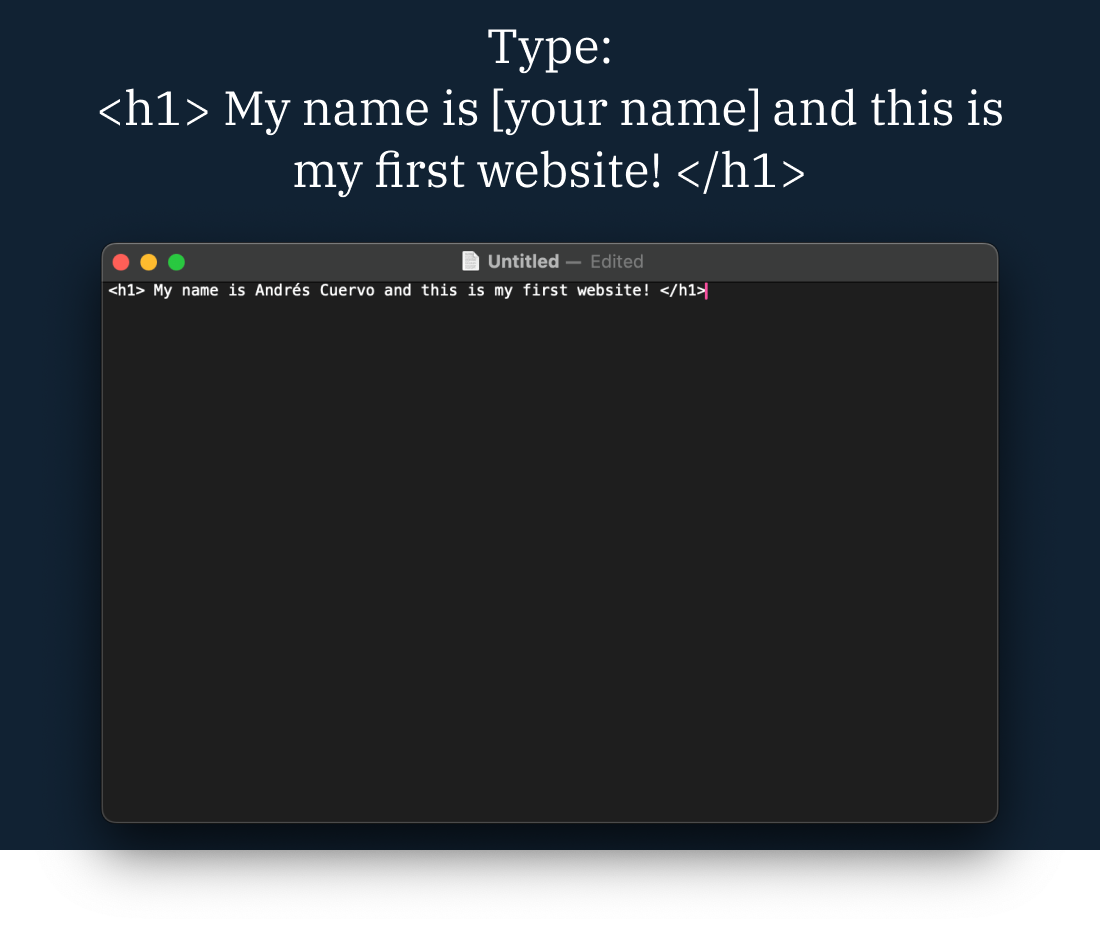 Type:
<h1> My name is [your name] and this is
my first website! </h1>
Untitled — Edited
<h1> My name is Andrés Cuervo and this is my first website! </h1>